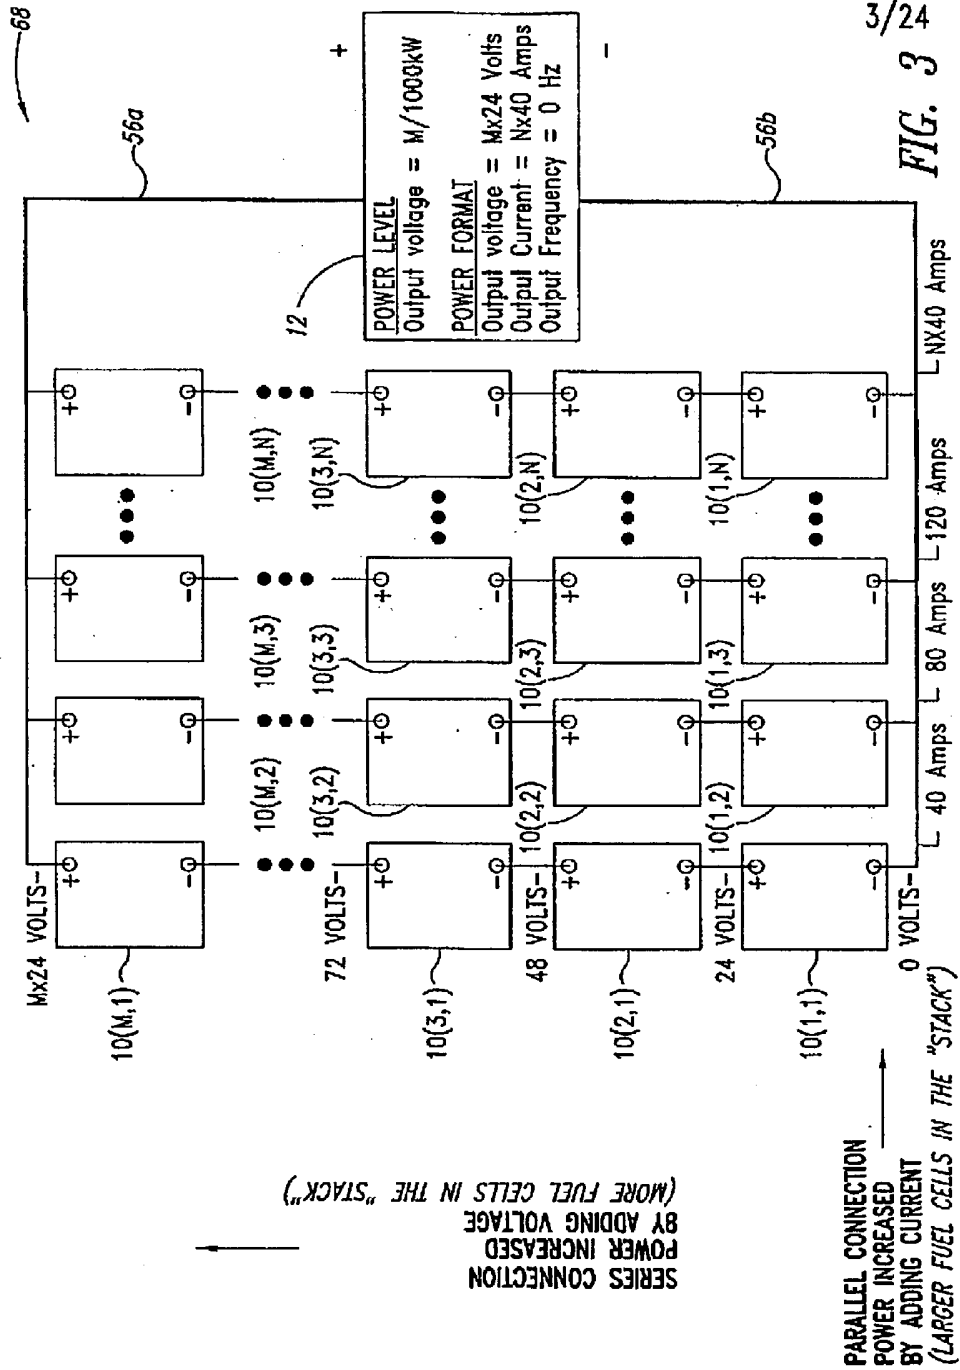 3/24
FIG. 3
68
56a
Mx24 VOLTS-
10(M,1)
10(M,2)
10(M,3)
10(M,N)
+
-
12
POWER LEVEL
Output voltage = M/1000kW
POWER FORMAT
Output voltage = Mx24 Volts
Output Current = Nx40 Amps
Output Frequency = 0 Hz
+
-
+
-
+
-
+
-
72 VOLTS-
10(3,1)
10(3,2)
10(3,3)
10(3,N)
+
-
+
-
+
-
+
-
48 VOLTS-
10(2,1)
10(2,2)
10(2,3)
10(2,N)
+
-
+
-
+
-
+
-
24 VOLTS-
10(1,1)
10(1,2)
10(1,3)
10(1,N)
+
-
+
-
+
-
+
-
0 VOLTS-
56b
40 Amps
80 Amps
120 Amps
NX40 Amps
SERIES CONNECTION
POWER INCREASED
BY ADDING VOLTAGE
(MORE FUEL CELLS IN THE "STACK")
PARALLEL CONNECTION
POWER INCREASED
BY ADDING CURRENT
(LARGER FUEL CELLS IN THE "STACK")